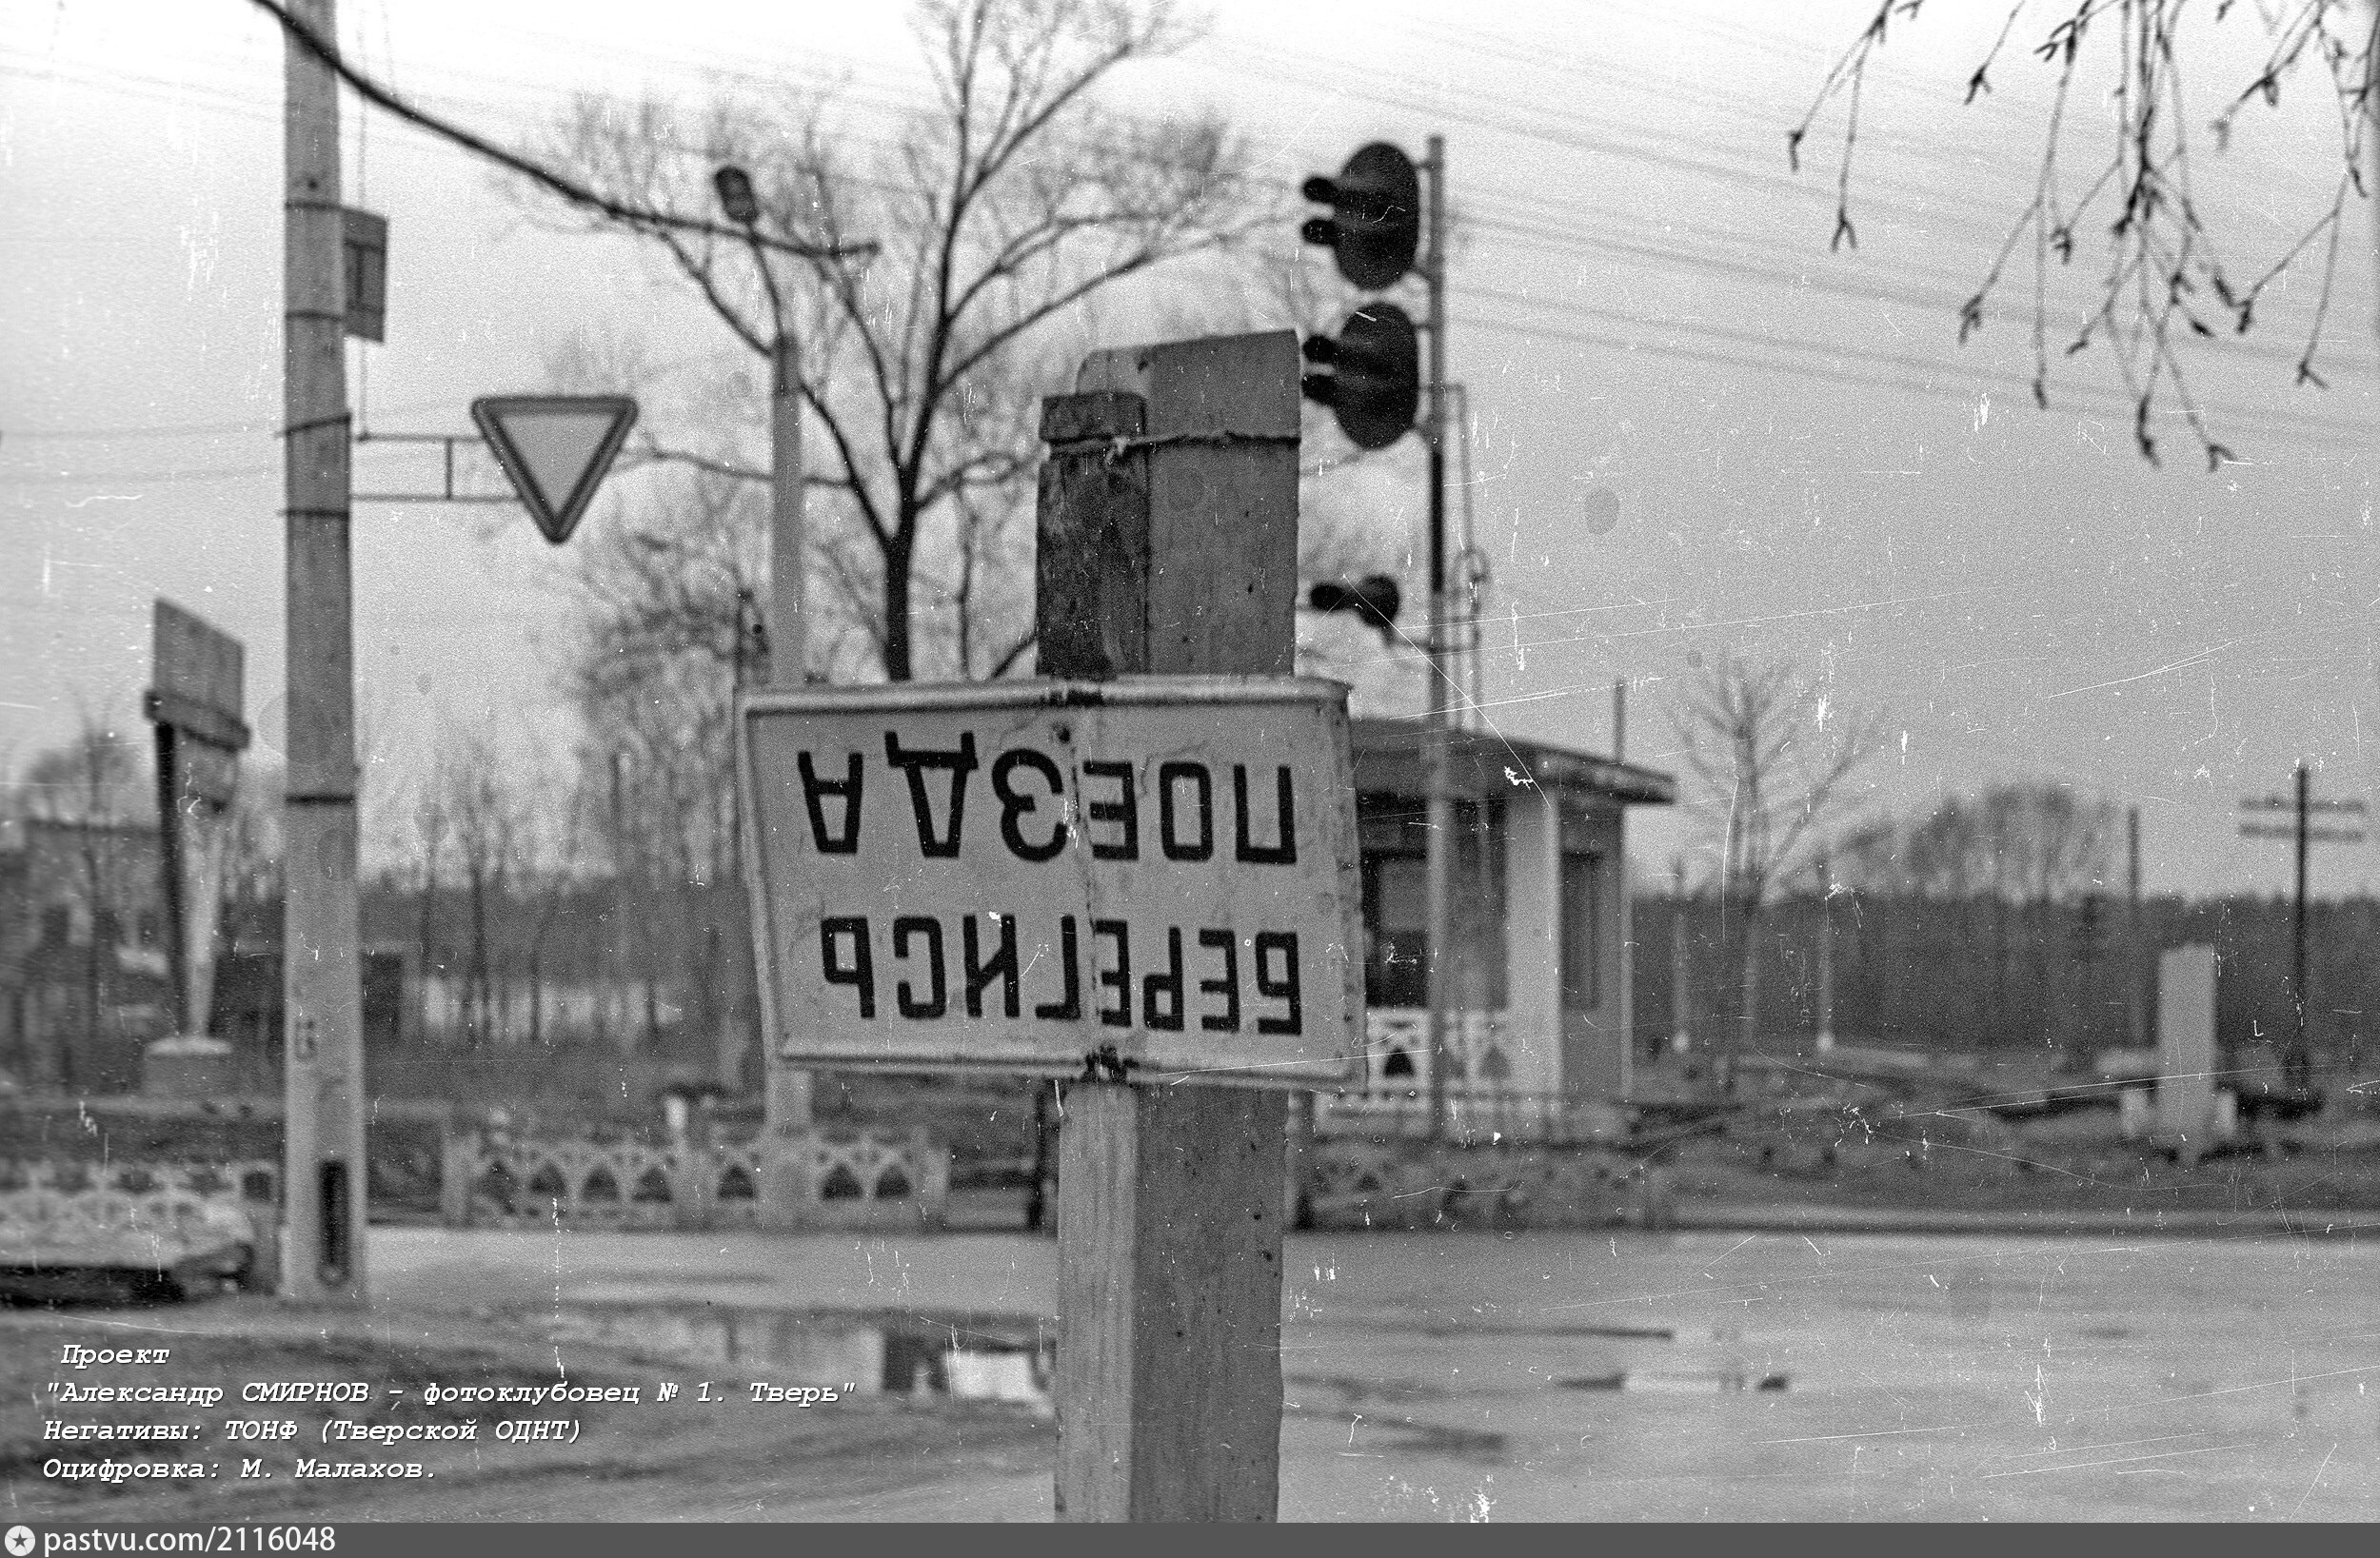 БЕРЕГИСЬ
ПОЕЗДА
Проект
"Александр СМИРНОВ - фотоклубовец № 1. Тверь"
Негативы: ТОНФ (Тверской ОДНТ)
Оцифровка: М. Малахов.
pastvu.com/2116048